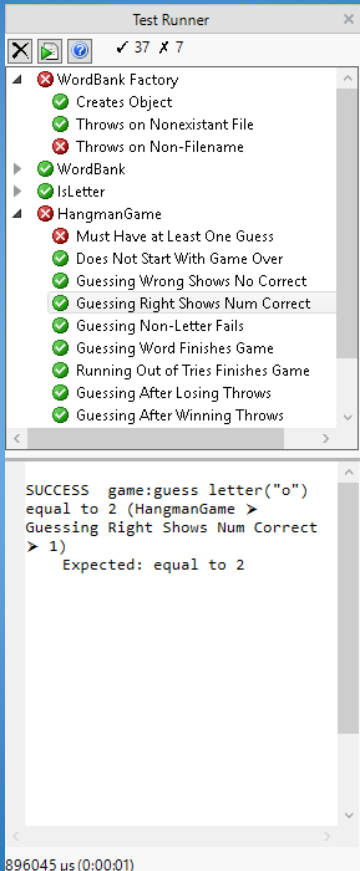 Test Runner
✓ 37 ✗ 7
WordBank Factory
Creates Object
Throws on Nonexistant File
Throws on Non-Filename
WordBank
IsLetter
HangmanGame
Must Have at Least One Guess
Does Not Start With Game Over
Guessing Wrong Shows No Correct
Guessing Right Shows Num Correct
Guessing Non-Letter Fails
Guessing Word Finishes Game
Running Out of Tries Finishes Game
Guessing After Losing Throws
Guessing After Winning Throws
SUCCESS  game:guess letter("o")
equal to 2 (HangmanGame ➤
Guessing Right Shows Num Correct
➤ 1)
Expected: equal to 2
896045 µs (0:00:01)